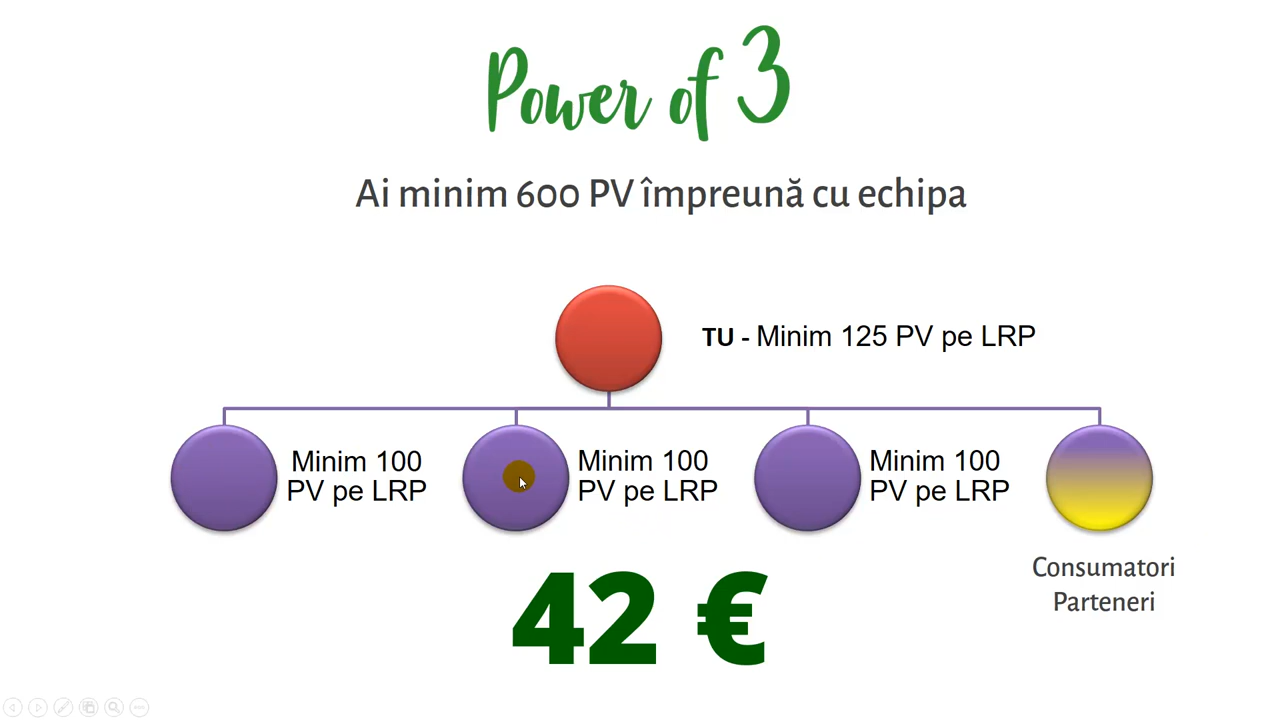 Power of 3
Ai minim 600 PV împreună cu echipa
TU - Minim 125 PV pe LRP
Minim 100
PV pe LRP
Minim 100
PV pe LRP
Minim 100
PV pe LRP
Consumatori
Parteneri
42 €